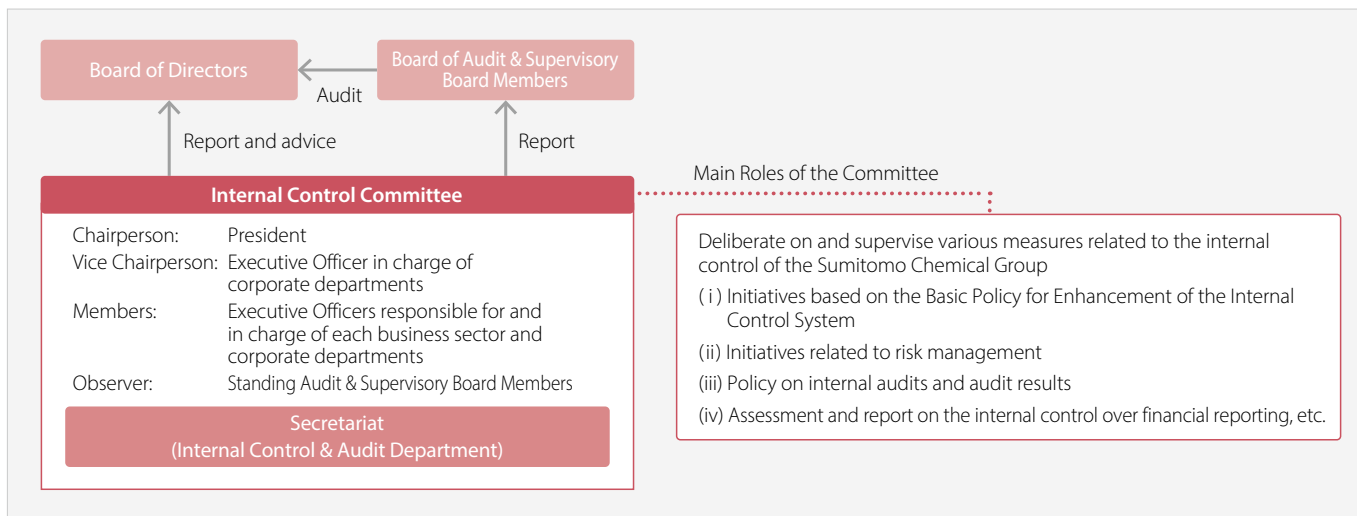 Board of Directors
Board of Audit & Supervisory
Board Members
Audit
Report and advice
Report
Internal Control Committee
Chairperson: President
Vice Chairperson: Executive Officer in charge of
corporate departments
Members: Executive Officers responsible for and
in charge of each business sector and
corporate departments
Observer: Standing Audit & Supervisory Board Members
Secretariat
(Internal Control & Audit Department)
Main Roles of the Committee
Deliberate on and supervise various measures related to the internal
control of the Sumitomo Chemical Group
(i) Initiatives based on the Basic Policy for Enhancement of the Internal
Control System
(ii) Initiatives related to risk management
(iii) Policy on internal audits and audit results
(iv) Assessment and report on the internal control over financial reporting, etc.